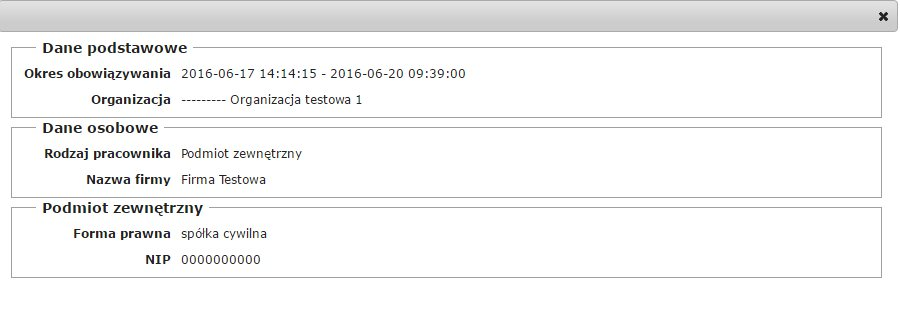 Dane podstawowe
Okres obowiązywania 2016-06-17 14:14:15 - 2016-06-20 09:39:00
Organizacja --------- Organizacja testowa 1
Dane osobowe
Rodzaj pracownika Podmiot zewnętrzny
Nazwa firmy Firma Testowa
Podmiot zewnętrzny
Forma prawna spółka cywilna
NIP 0000000000